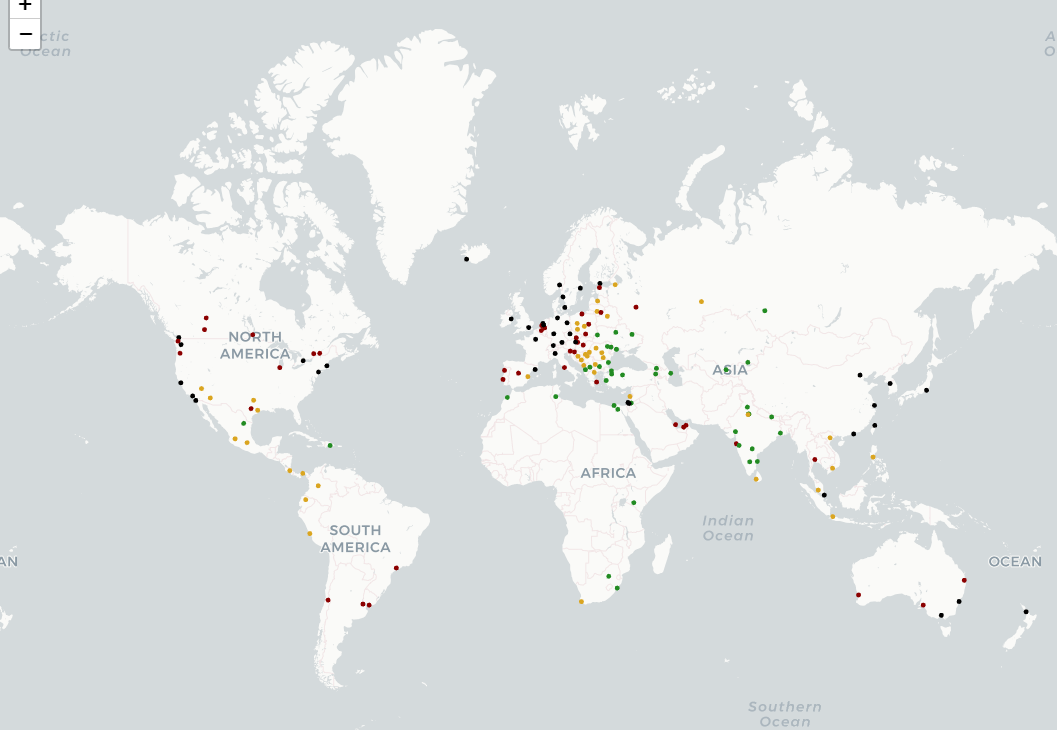 +
−
ctic
Ocean
A
O
NORTH
AMERICA
ASIA
AFRICA
Indian
Ocean
SOUTH
AMERICA
AN
OCEAN
Southern
Ocean